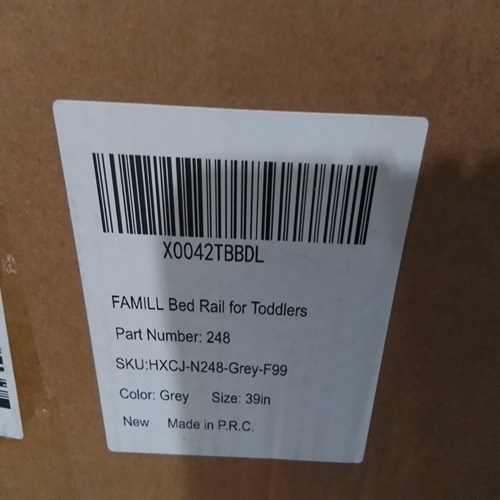 X0042TBBDL
FAMILL Bed Rail for Toddlers
Part Number: 248
SKU:HXCJ-N248-Grey-F99
Color: Grey Size: 39in
New Made in P.R.C.